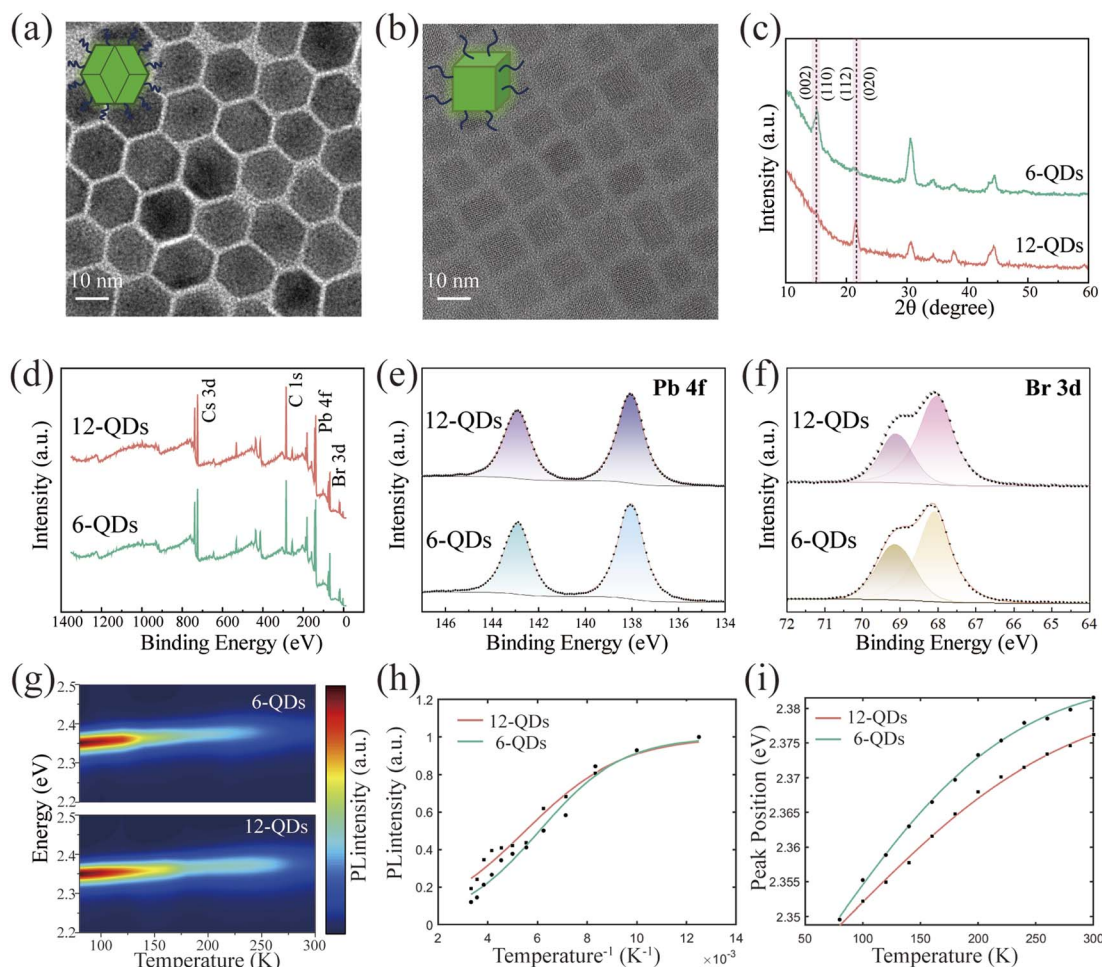 (a)
10 nm
(b)
10 nm
(c)
Intensity (a.u.)
(002)
(110)
(112)
(020)
6-QDs
12-QDs
10 20 30 40 50 60
2θ (degree)
(d)
Intensity (a.u.)
12-QDs
6-QDs
Cs 3d
C 1s
Pb 4f
Br 3d
1400 1200 1000 800 600 400 200 0
Binding Energy (eV)
(e)
Pb 4f
Intensity (a.u.)
12-QDs
6-QDs
146 144 142 140 138 136 134
Binding Energy (eV)
(f)
Br 3d
Intensity (a.u.)
12-QDs
6-QDs
72 71 70 69 68 67 66 65 64
Binding Energy (eV)
(g)
Energy (eV)
2.5
2.4
2.3
2.2
6-QDs
2.5
2.4
2.3
2.2
12-QDs
100 150 200 250 300
Temperature (K)
PLintensity (a.u.)
(h)
PLintensity (a.u.)
1.2
1
0.8
0.6
0.4
0.2
0
12-QDs
6-QDs
2 4 6 8 10 12 14
Temperature⁻¹ (K⁻¹)
×10⁻³
(i)
Peak Position (eV)
2.38
2.375
2.37
2.365
2.36
2.355
2.35
12-QDs
6-QDs
50 100 150 200 250 300
Temperature (K)